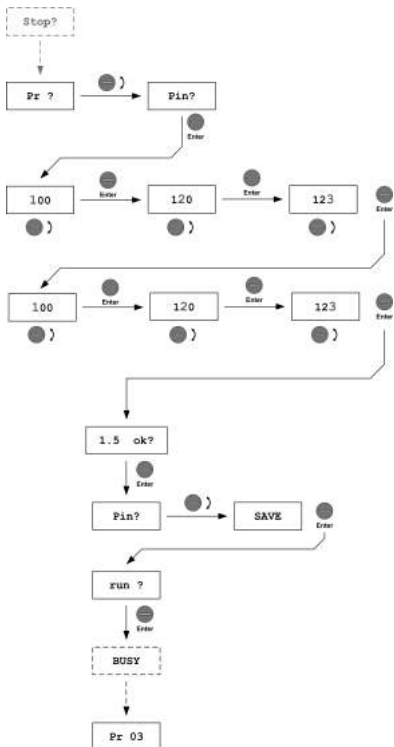 Stop?
Pr ? Pin?
Enter
Enter Enter
100 120 123
Enter
Enter Enter
100 120 123
Enter
1.5 ok?
Enter
Pin? SAVE
Enter
run ?
Enter
BUSY
Pr 03